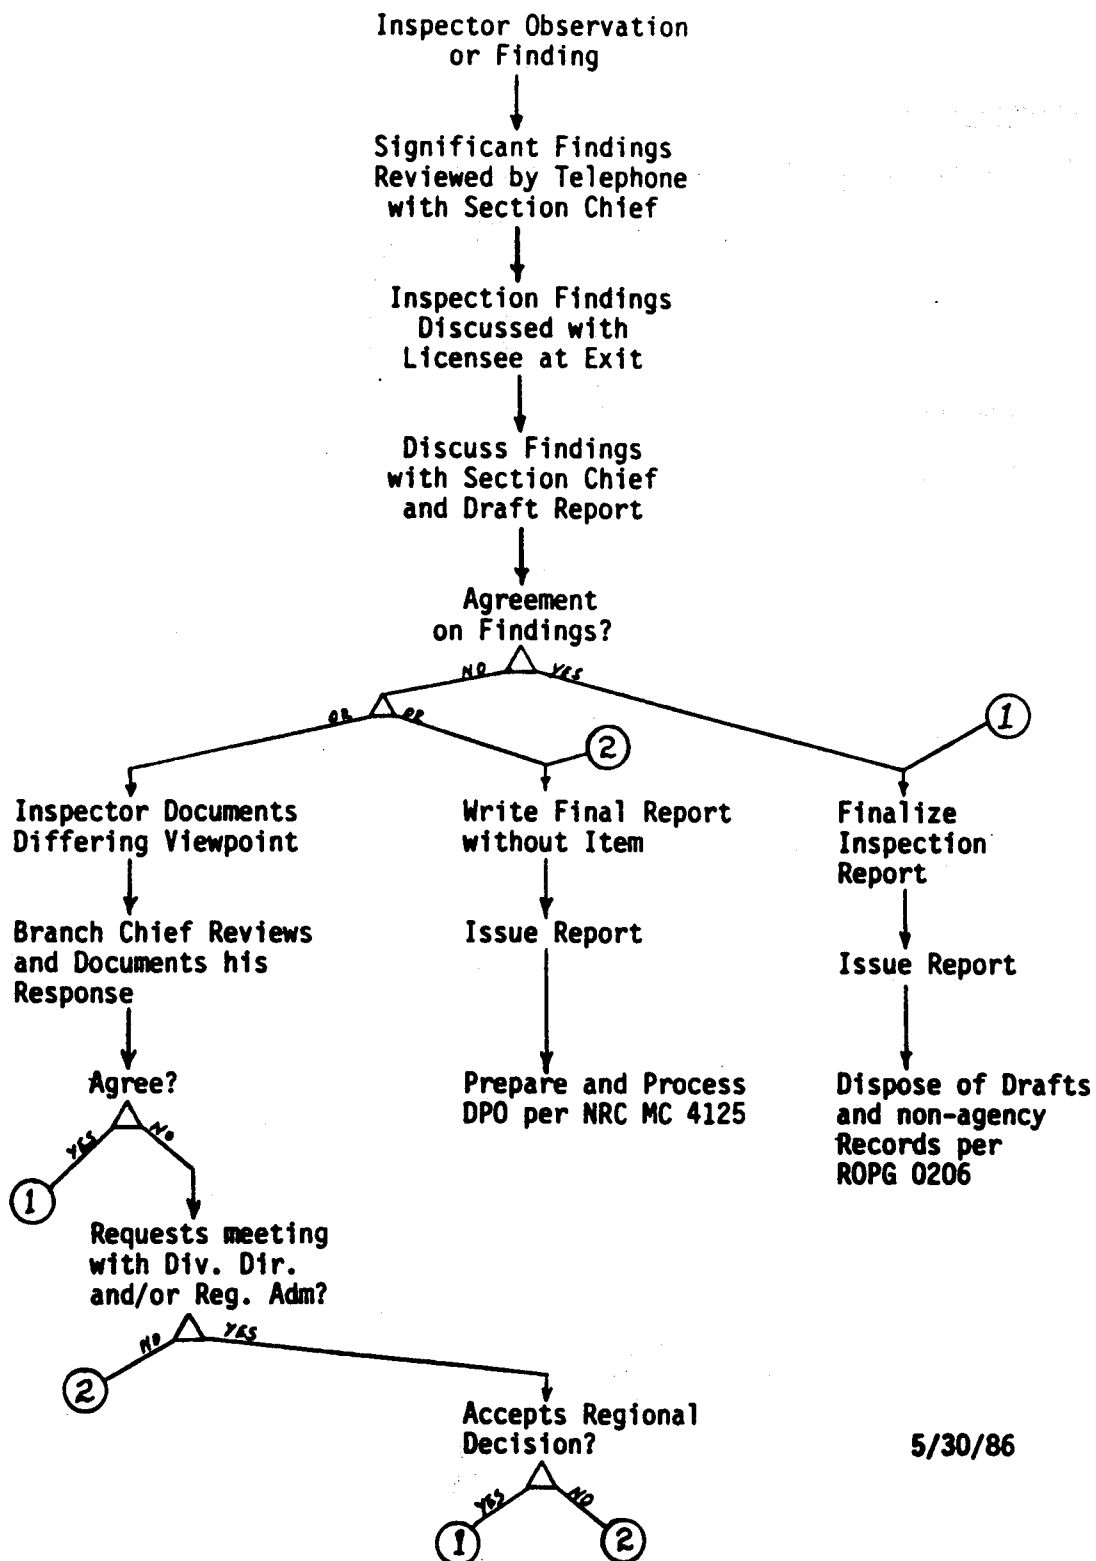 Inspector Observation
or Finding
Significant Findings
Reviewed by Telephone
with Section Chief
Inspection Findings
Discussed with
Licensee at Exit
Discuss Findings
with Section Chief
and Draft Report
Agreement
on Findings?
NO
YES
OR
OR
1
2
Inspector Documents
Differing Viewpoint
Write Final Report
without Item
Finalize
Inspection
Report
Branch Chief Reviews
and Documents his
Response
Issue Report
Issue Report
Agree?
YES
NO
1
Prepare and Process
DPO per NRC MC 4125
Dispose of Drafts
and non-agency
Records per
ROPG 0206
Requests meeting
with Div. Dir.
and/or Reg. Adm?
NO
YES
2
Accepts Regional
Decision?
YES
NO
1
2
5/30/86